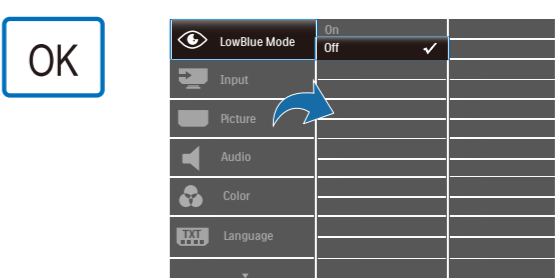 OK
LowBlue Mode
On
Off
Input
Picture
Audio
Color
TXT
Language